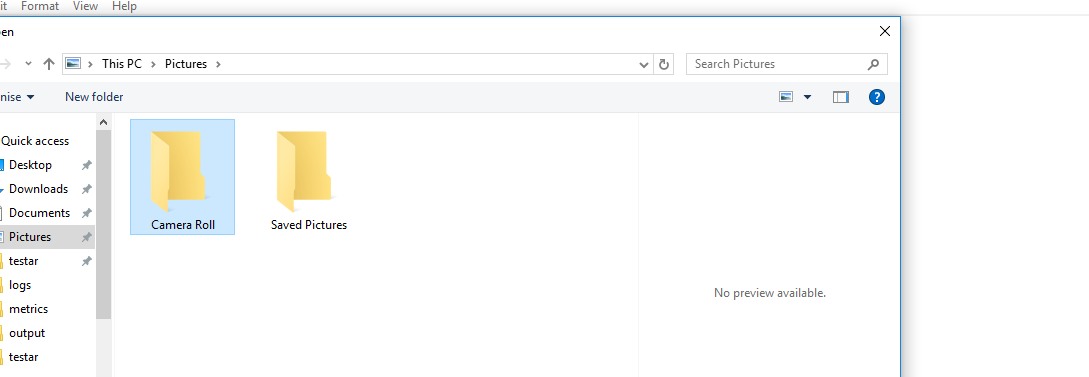 it Format View Help
en
This PC Pictures
Search Pictures
nise New folder
?
Quick access
Desktop
Downloads
Documents
Pictures
testar
logs
metrics
output
testar
Camera Roll Saved Pictures
No preview available.